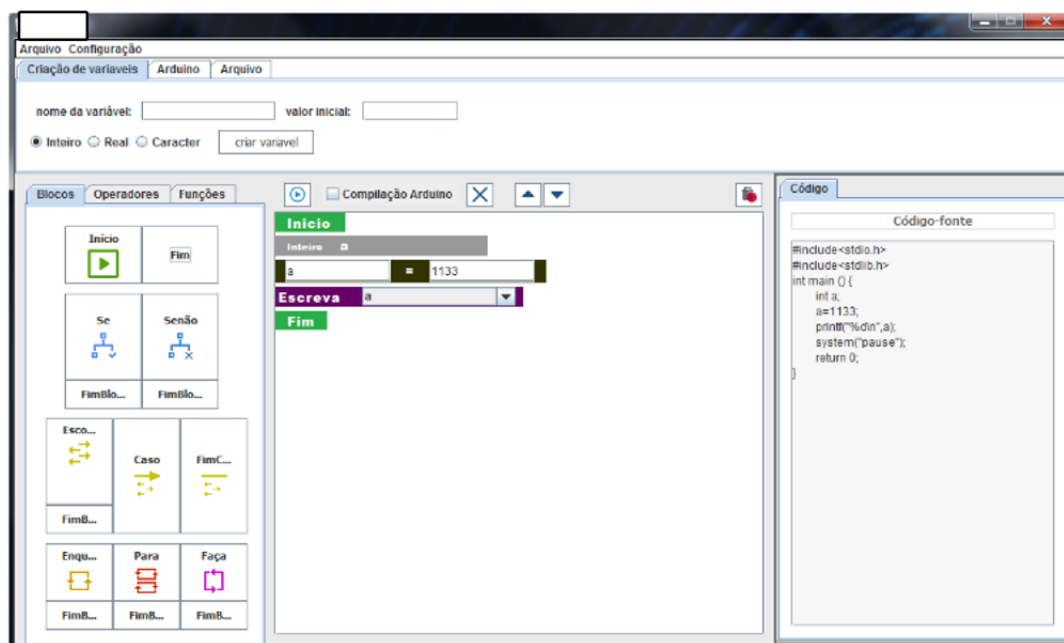 Arquivo Configuração
Criação de variaveis Arduino Arquivo
nome da variável: valor inicial:
Inteiro Real Caracter criar variavel
Blocos Operadores Funções
Compilação Arduino
Código
Início
Fim
Se
Senão
FimBlo...
FimBlo...
Esco...
Caso
FimC...
FimB...
Enqu...
Para
Faça
FimB...
FimB...
FimB...
Inicio
Inteiro a
a = 1133
Escreva a
Fim
Código-fonte
#include<stdio.h>
#include<stdlib.h>
int main () {
int a;
a=1133;
printf("%d\n",a);
system("pause");
return 0;
}